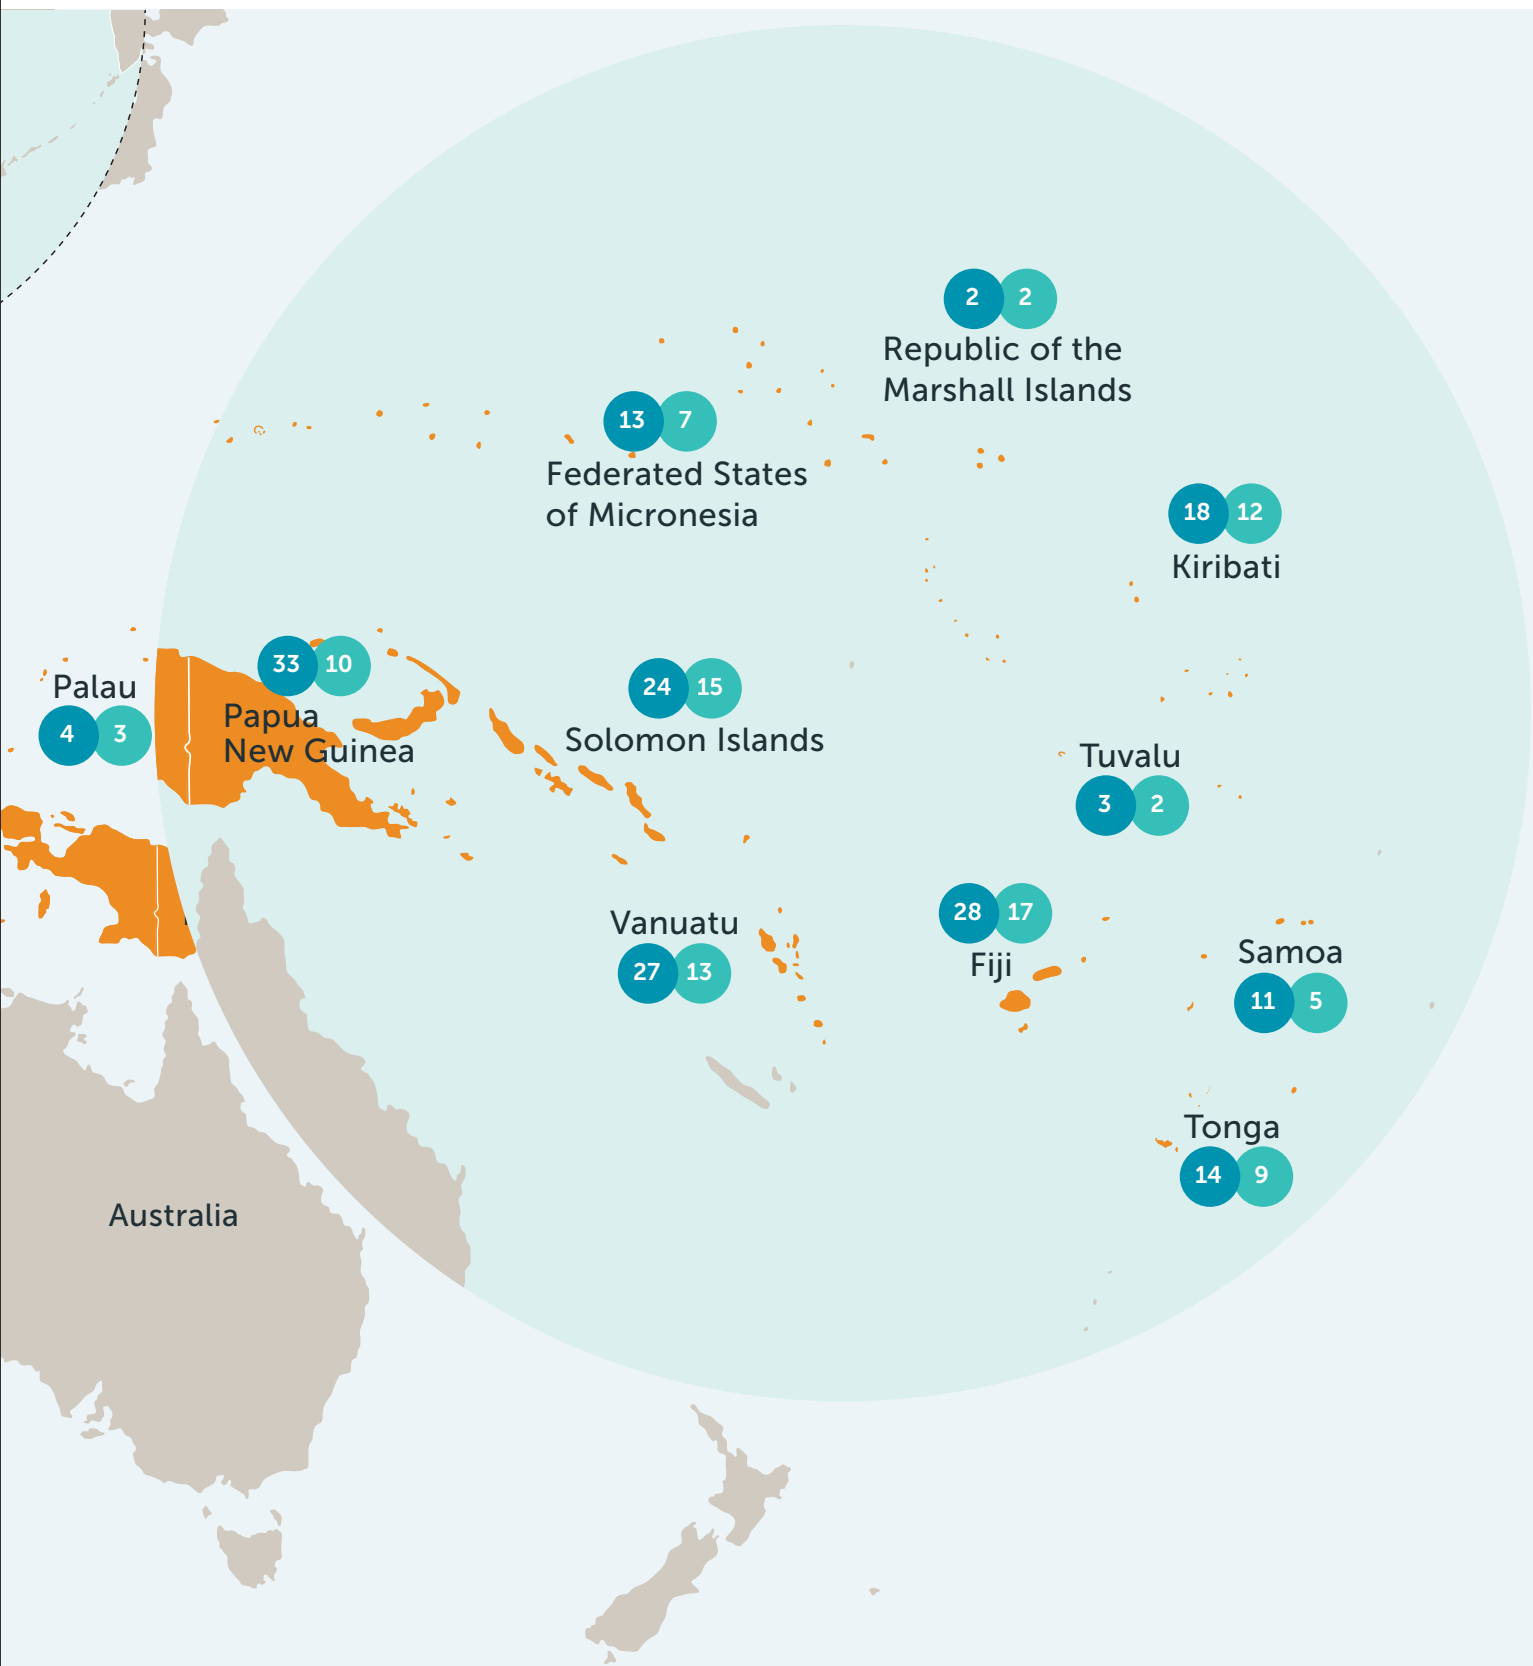 2 2
Republic of the
Marshall Islands
13 7
Federated States
of Micronesia
18 12
Kiribati
33 10
Papua
New Guinea
Palau
4 3
24 15
Solomon Islands
Tuvalu
3 2
Vanuatu
27 13
28 17
Fiji
Samoa
11 5
Tonga
14 9
Australia